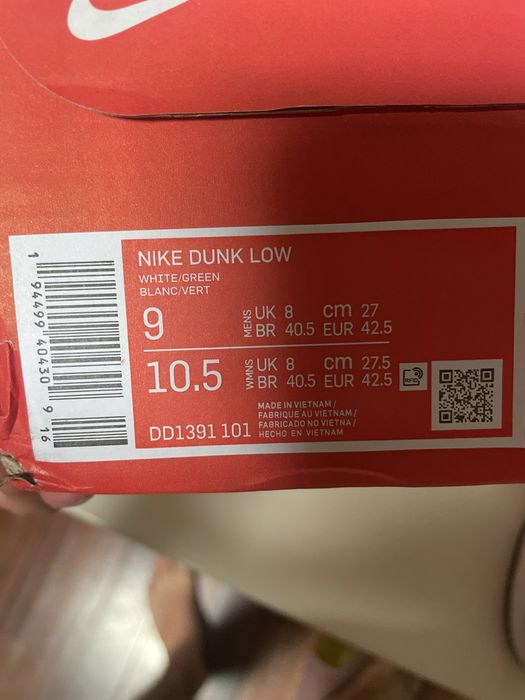 NIKE DUNK LOW
WHITE/GREEN
BLANC/VERT
9 MENS UK 8 cm 27
BR 40.5 EUR 42.5
10.5 WMNS UK 8 cm 27.5
BR 40.5 EUR 42.5
RFID
MADE IN VIETNAM /
FABRIQUE AU VIETNAM /
FABRICADO NO VIETNA /
HECHO EN VIETNAM
DD1391 101
1 94499 40430 9 16